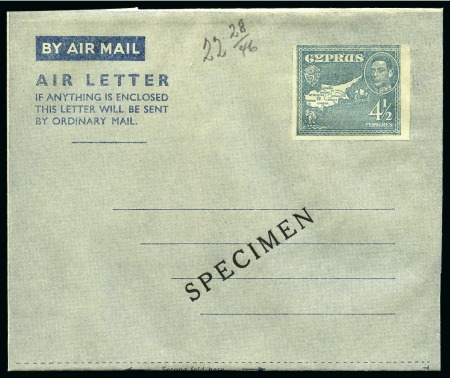 BY AIR MAIL
AIR LETTER
IF ANYTHING IS ENCLOSED
THIS LETTER WILL BE SENT
BY ORDINARY MAIL.
22 28/46
CYPRUS
4½
PIASTRES
SPECIMEN
Second fold here